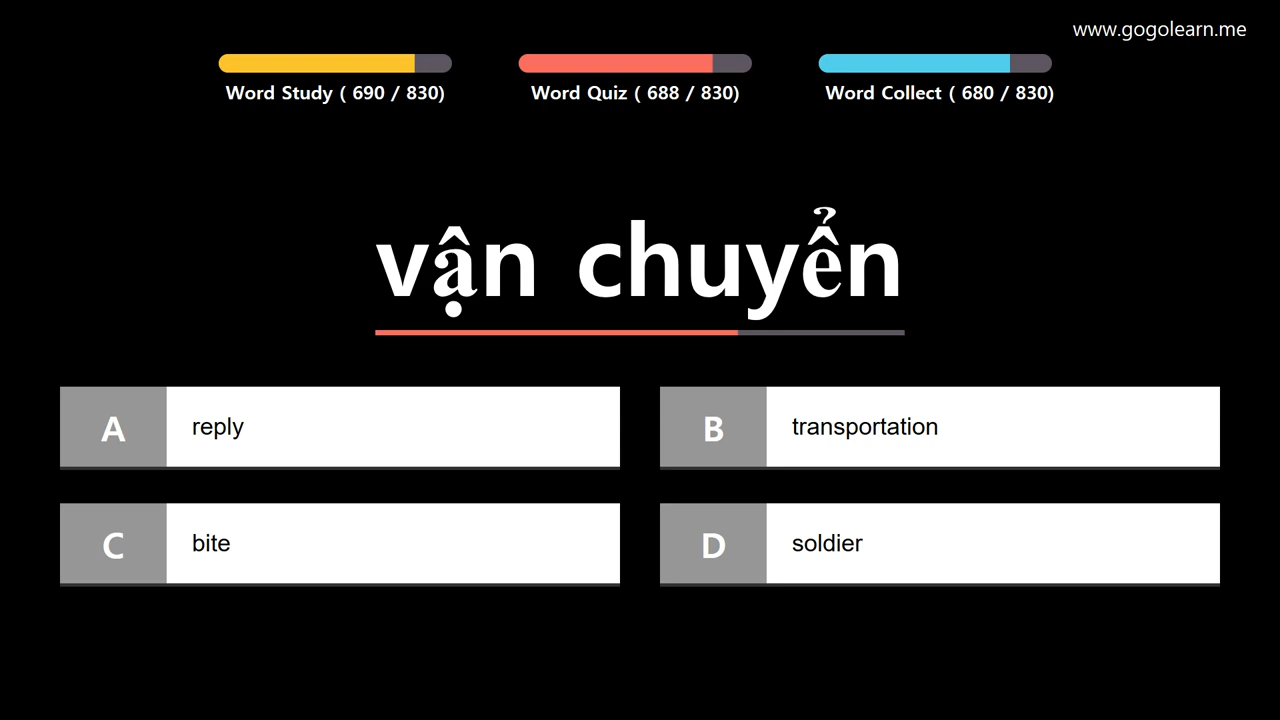 www.gogolearn.me
Word Study ( 690 / 830)
Word Quiz ( 688 / 830)
Word Collect ( 680 / 830)
vận chuyển
A
reply
B
transportation
C
bite
D
soldier